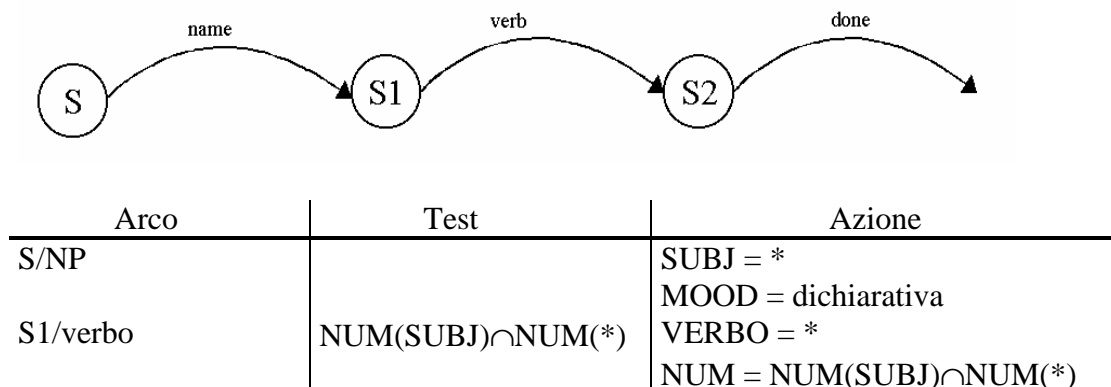 name verb done
S S1 S2
Arco Test Azione
S/NP SUBJ = *
MOOD = dichiarativa
S1/verbo NUM(SUBJ)∩NUM(*) VERBO = *
NUM = NUM(SUBJ)∩NUM(*)